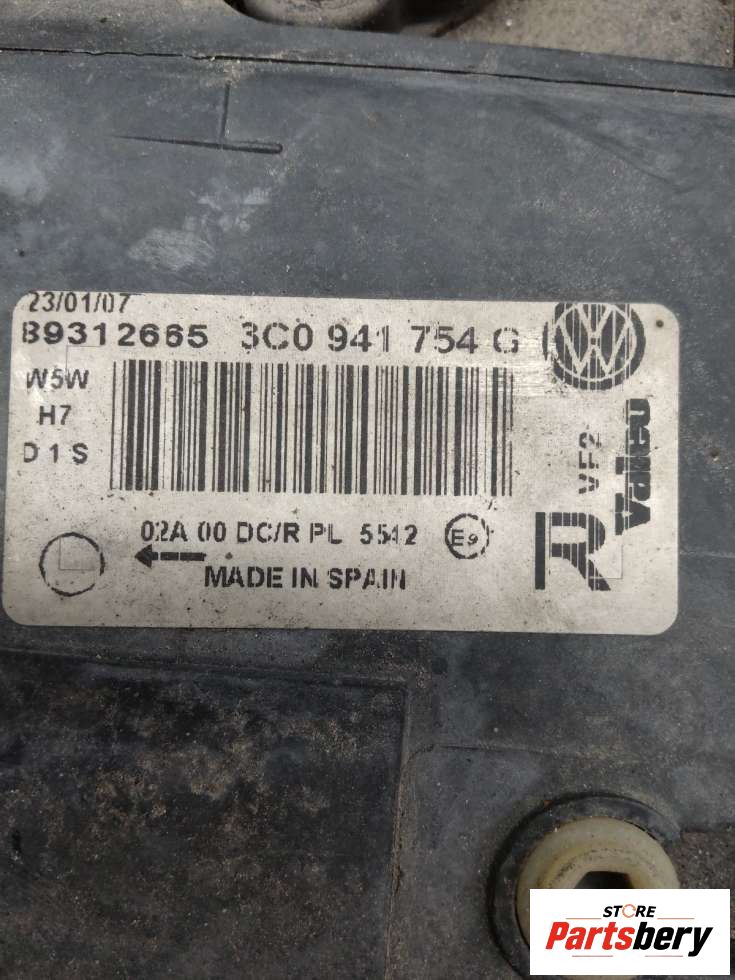 23/01/07
89312665 3C0 941 754 G
W5W
H7
D1S
Valeo
VF2
R
02A 00 DC/R PL 5542 E9
MADE IN SPAIN
STORE
Partsbery